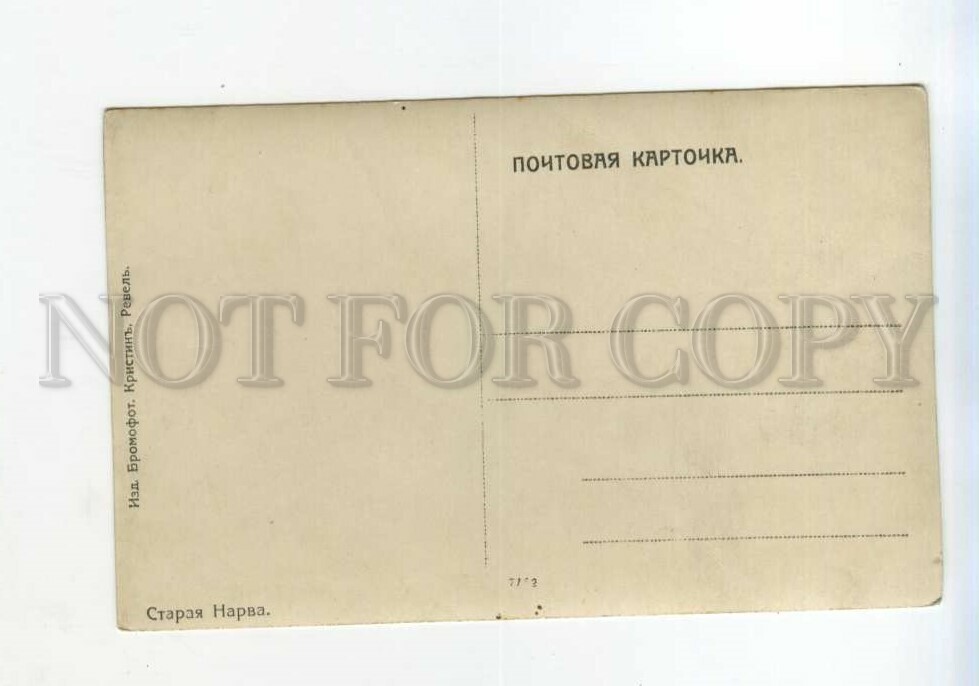 ПОЧТОВАЯ КАРТОЧКА.
Изд. Бромофот. Кристинъ, Ревель.
NOT FOR COPY
Старая Нарва.